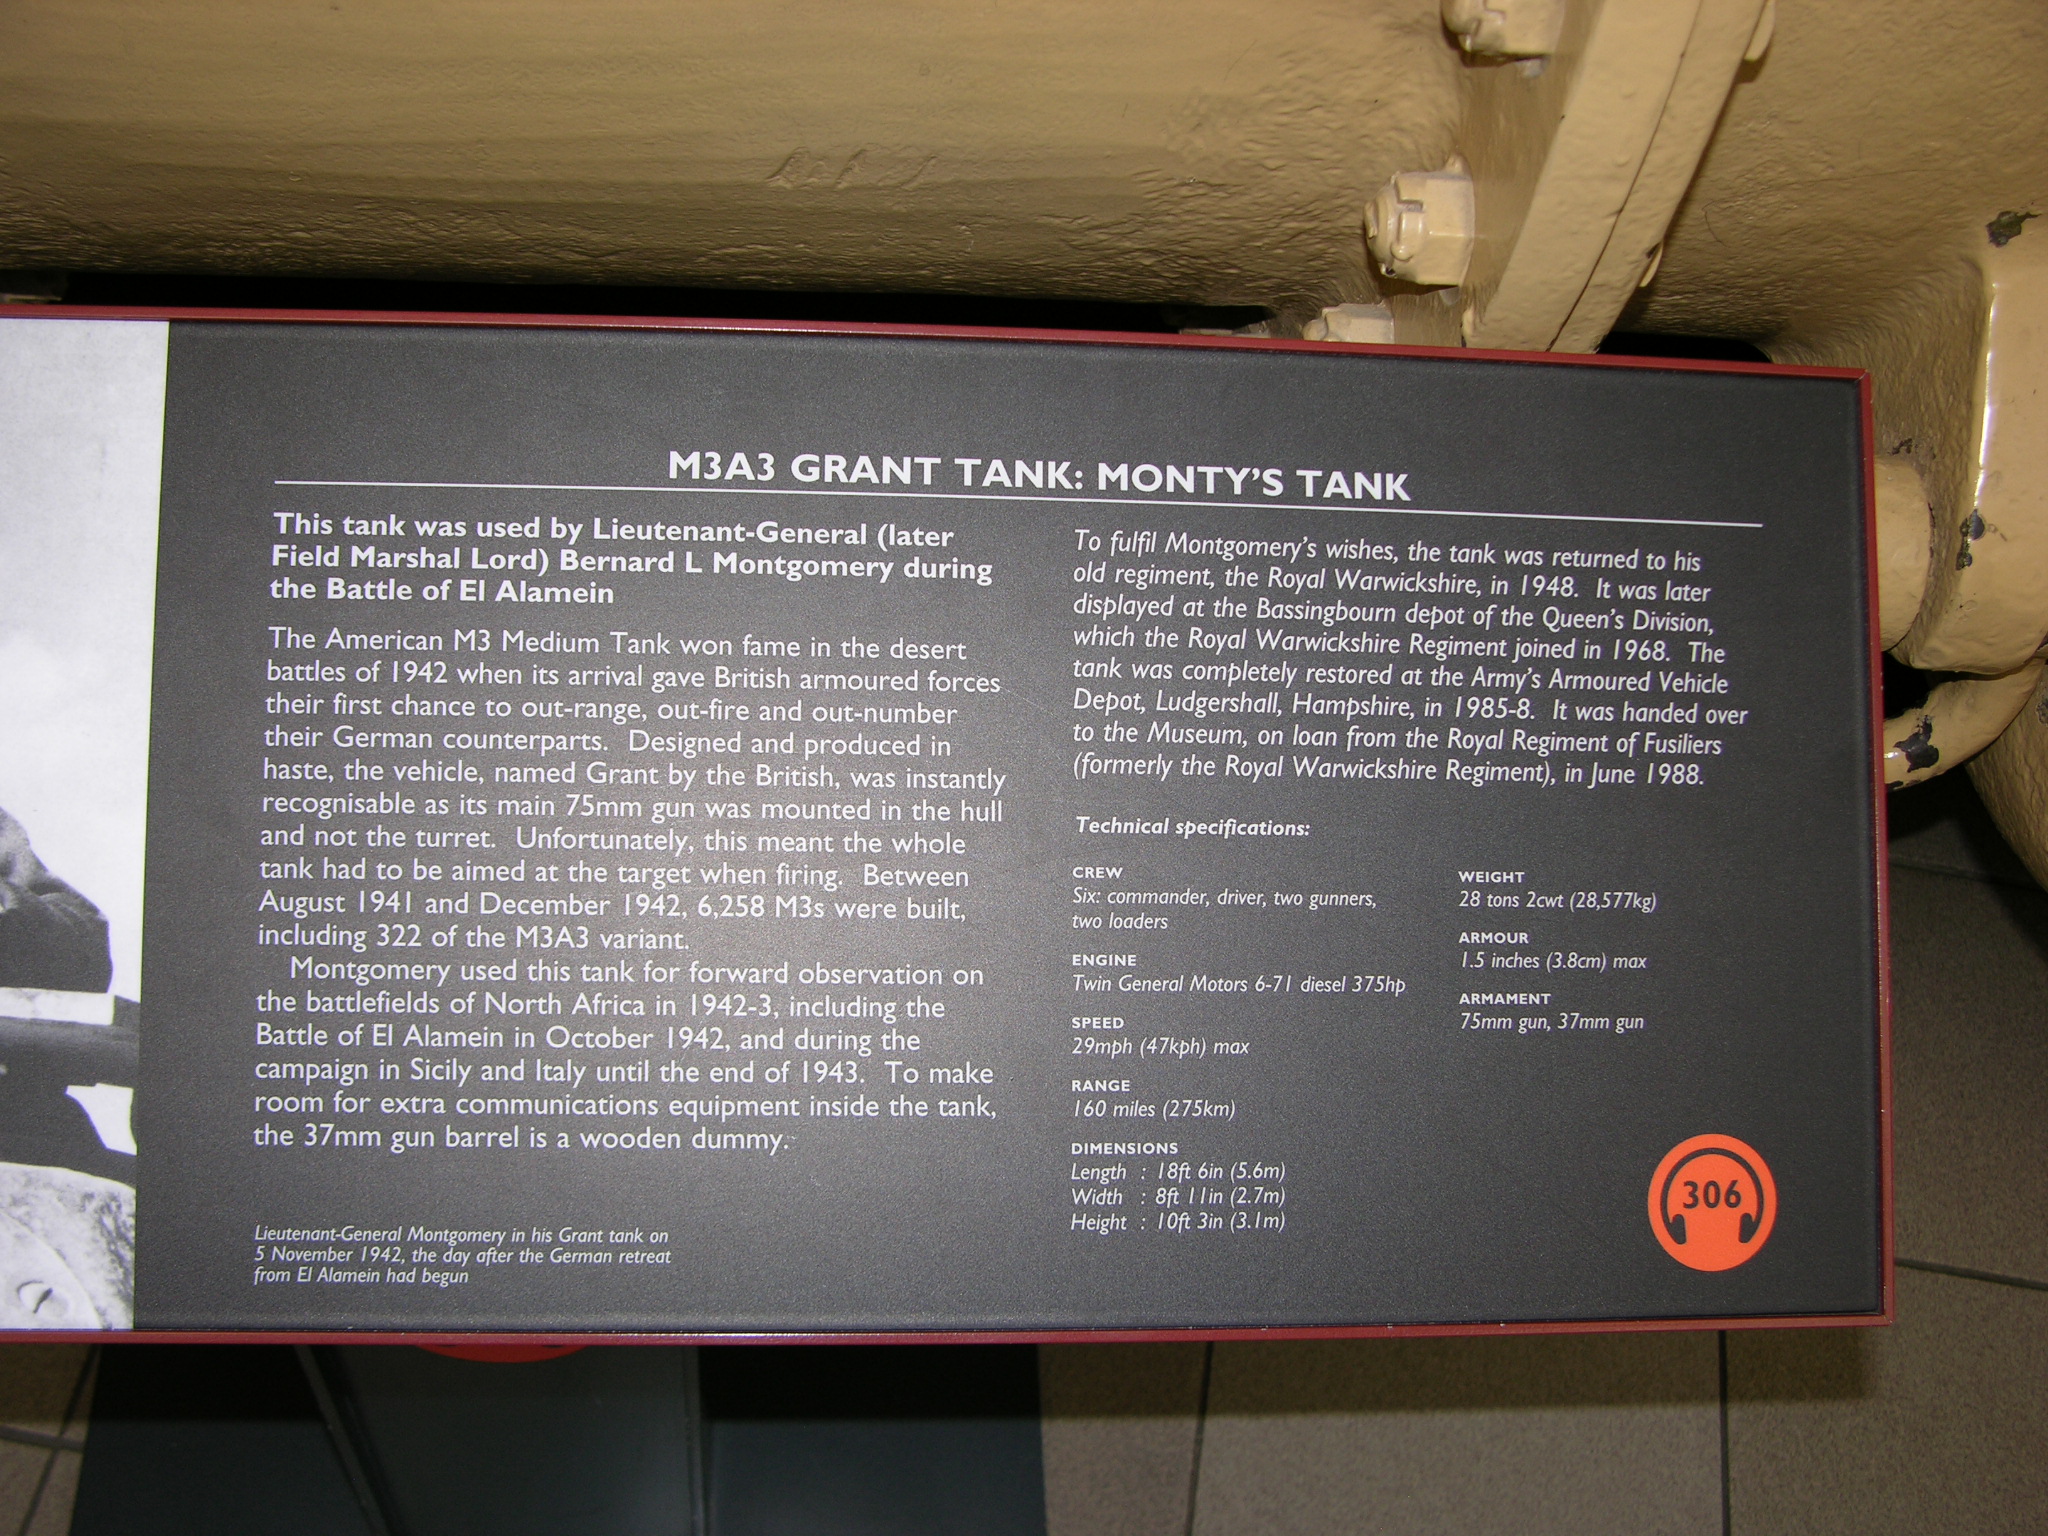 M3A3 GRANT TANK: MONTY'S TANK
This tank was used by Lieutenant-General (later
Field Marshal Lord) Bernard L Montgomery during
the Battle of El Alamein
The American M3 Medium Tank won fame in the desert
battles of 1942 when its arrival gave British armoured forces
their first chance to out-range, out-fire and out-number
their German counterparts. Designed and produced in
haste, the vehicle, named Grant by the British, was instantly
recognisable as its main 75mm gun was mounted in the hull
and not the turret. Unfortunately, this meant the whole
tank had to be aimed at the target when firing. Between
August 1941 and December 1942, 6,258 M3s were built,
including 322 of the M3A3 variant.
Montgomery used this tank for forward observation on
the battlefields of North Africa in 1942-3, including the
Battle of El Alamein in October 1942, and during the
campaign in Sicily and Italy until the end of 1943. To make
room for extra communications equipment inside the tank,
the 37mm gun barrel is a wooden dummy.
Lieutenant-General Montgomery in his Grant tank on
5 November 1942, the day after the German retreat
from El Alamein had begun
To fulfil Montgomery's wishes, the tank was returned to his
old regiment, the Royal Warwickshire, in 1948. It was later
displayed at the Bassingbourn depot of the Queen's Division,
which the Royal Warwickshire Regiment joined in 1968. The
tank was completely restored at the Army's Armoured Vehicle
Depot, Ludgershall, Hampshire, in 1985-8. It was handed over
to the Museum, on loan from the Royal Regiment of Fusiliers
(formerly the Royal Warwickshire Regiment), in June 1988.
Technical specifications:
CREW
Six: commander, driver, two gunners,
two loaders
ENGINE
Twin General Motors 6-71 diesel 375hp
SPEED
29mph (47kph) max
RANGE
160 miles (275km)
DIMENSIONS
Length : 18ft 6in (5.6m)
Width : 8ft 11in (2.7m)
Height : 10ft 3in (3.1m)
WEIGHT
28 tons 2cwt (28,577kg)
ARMOUR
1.5 inches (3.8cm) max
ARMAMENT
75mm gun, 37mm gun
306